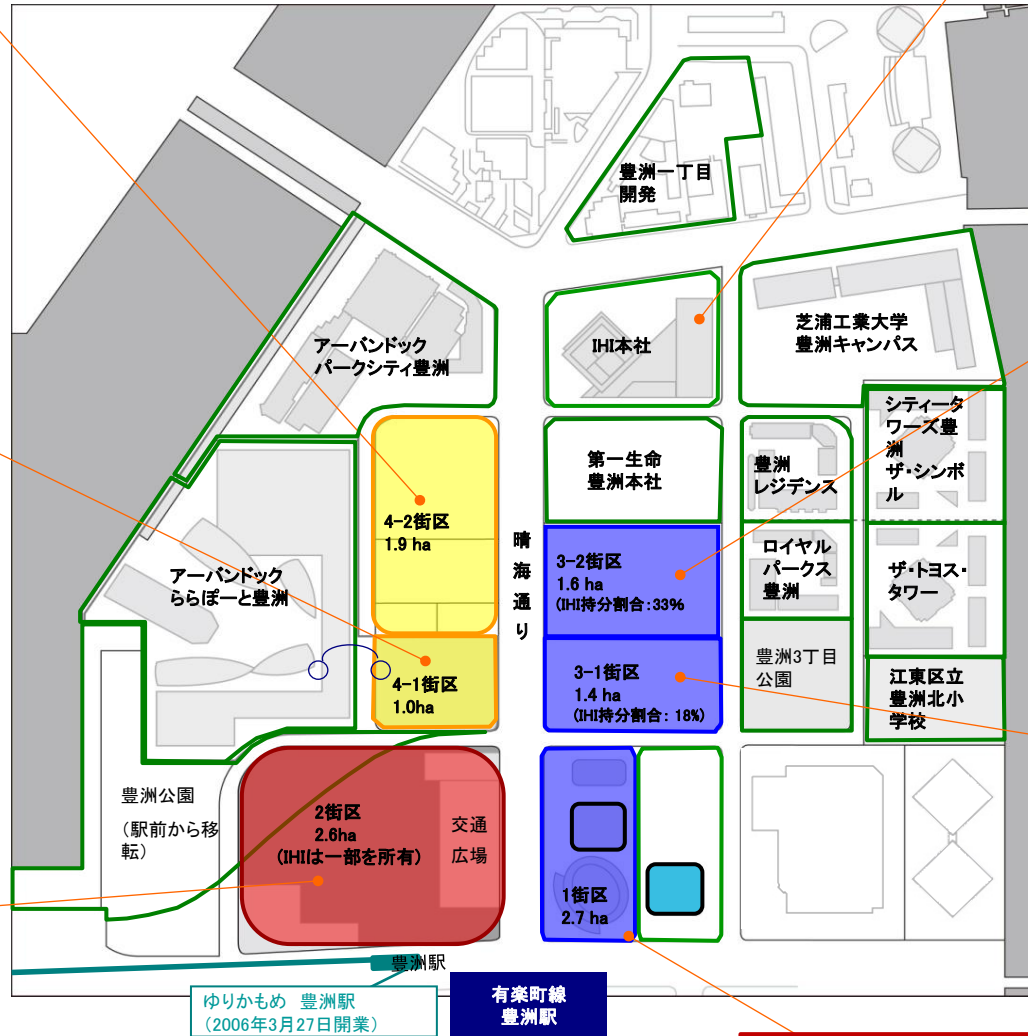 豊洲一丁目
開発
アーバンドック
パークシティ豊洲
IHI本社
芝浦工業大学
豊洲キャンパス
シティータ
ワーズ豊
洲
ザ・シンボ
ル
第一生命
豊洲本社
豊洲
レジデンス
4-2街区
1.9 ha
晴海通り
3-2街区
1.6 ha
(IHI持分割合:33%
ロイヤル
パークス
豊洲
ザ・トヨス・
タワー
アーバンドック
ららぽーと豊洲
4-1街区
1.0ha
3-1街区
1.4 ha
(IHI持分割合: 18%)
豊洲3丁目
公園
江東区立
豊洲北小
学校
豊洲公園
(駅前から移
転)
2街区
2.6ha
(IHIは一部を所有)
交通
広場
1街区
2.7 ha
豊洲駅
ゆりかもめ 豊洲駅
(2006年3月27日開業)
有楽町線
豊洲駅